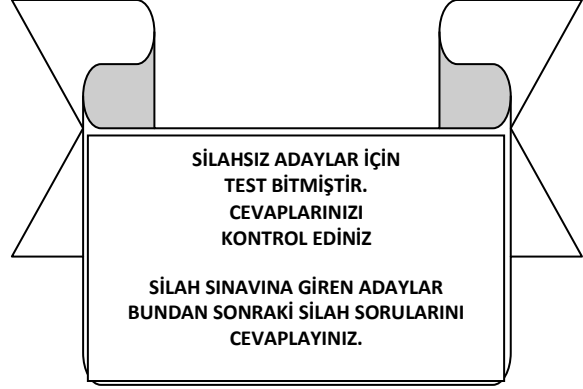 SİLAHSIZ ADAYLAR İÇİN
TEST BİTMİŞTİR.
CEVAPLARINIZI
KONTROL EDİNİZ
SİLAH SINAVINA GİREN ADAYLAR
BUNDAN SONRAKİ SİLAH SORULARINI
CEVAPLAYINIZ.